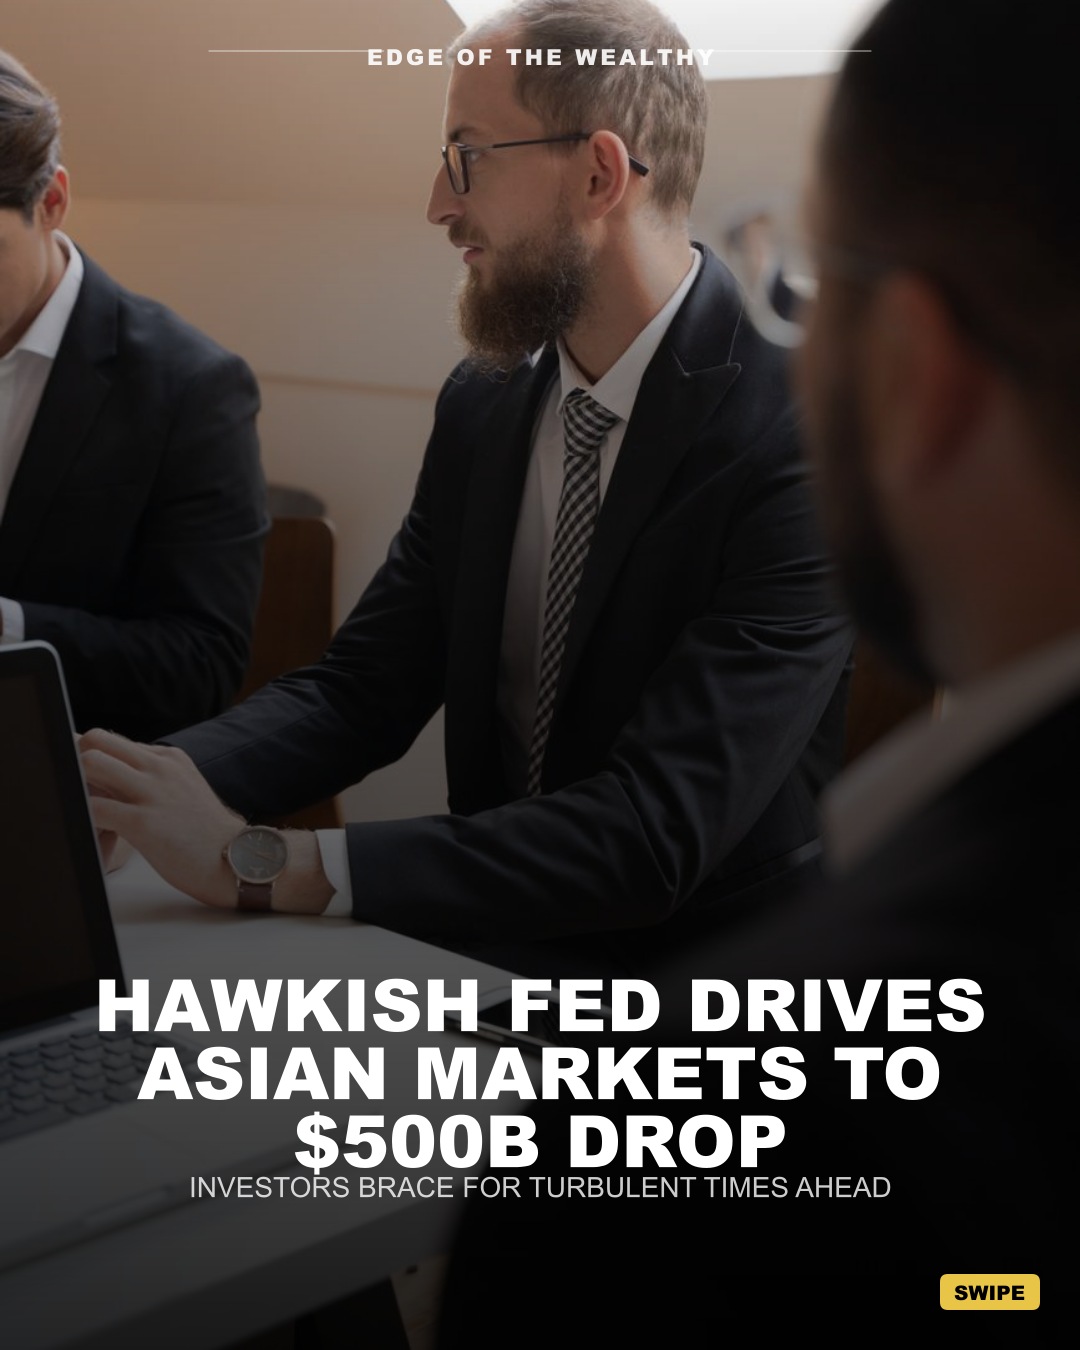 EDGE OF THE WEALTHY
HAWKISH FED DRIVES
ASIAN MARKETS TO
$500B DROP
INVESTORS BRACE FOR TURBULENT TIMES AHEAD
SWIPE